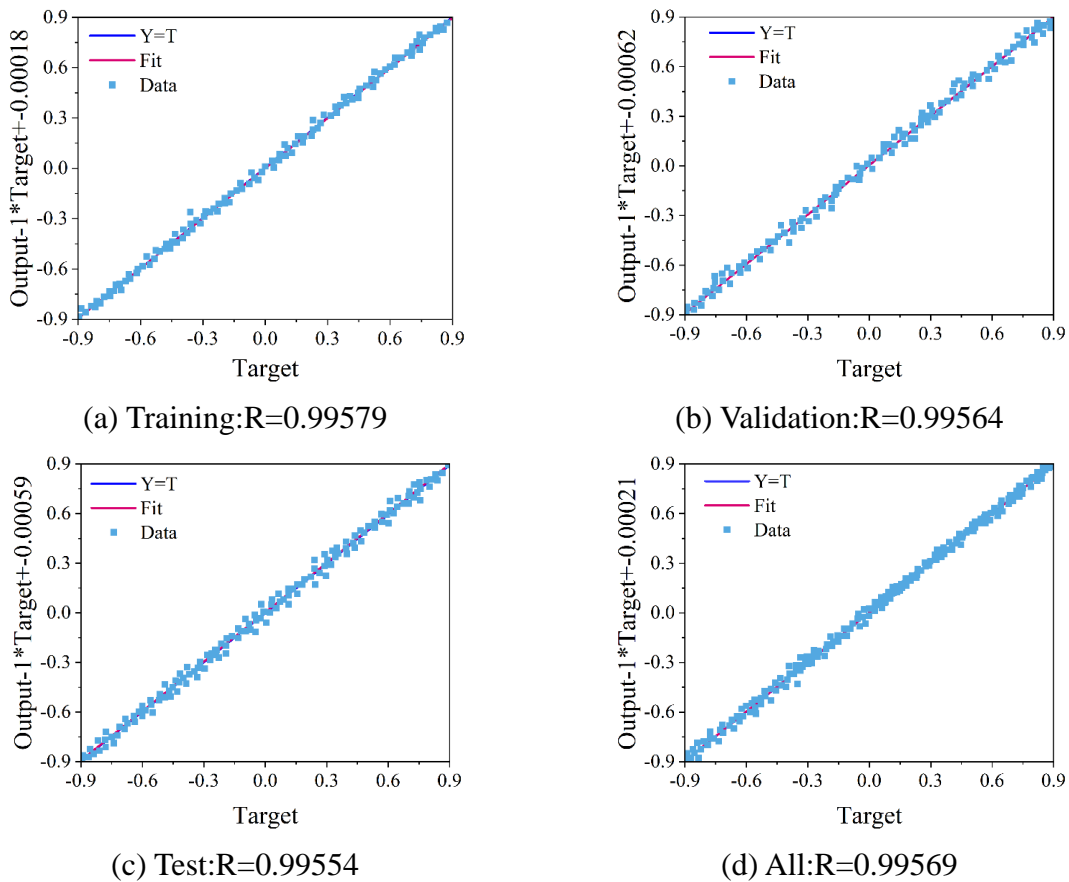 Output-1*Target+-0.00018
0.9
0.6
0.3
0.0
-0.3
-0.6
-0.9
Y=T
Fit
Data
-0.9 -0.6 -0.3 0.0 0.3 0.6 0.9
Target
(a) Training:R=0.99579
Output-1*Target+-0.00062
0.9
0.6
0.3
0.0
-0.3
-0.6
-0.9
Y=T
Fit
Data
-0.9 -0.6 -0.3 0.0 0.3 0.6 0.9
Target
(b) Validation:R=0.99564
Output-1*Target+-0.00059
0.9
0.6
0.3
0.0
-0.3
-0.6
-0.9
Y=T
Fit
Data
-0.9 -0.6 -0.3 0.0 0.3 0.6 0.9
Target
(c) Test:R=0.99554
Output-1*Target+-0.00021
0.9
0.6
0.3
0.0
-0.3
-0.6
-0.9
Y=T
Fit
Data
-0.9 -0.6 -0.3 0.0 0.3 0.6 0.9
Target
(d) All:R=0.99569